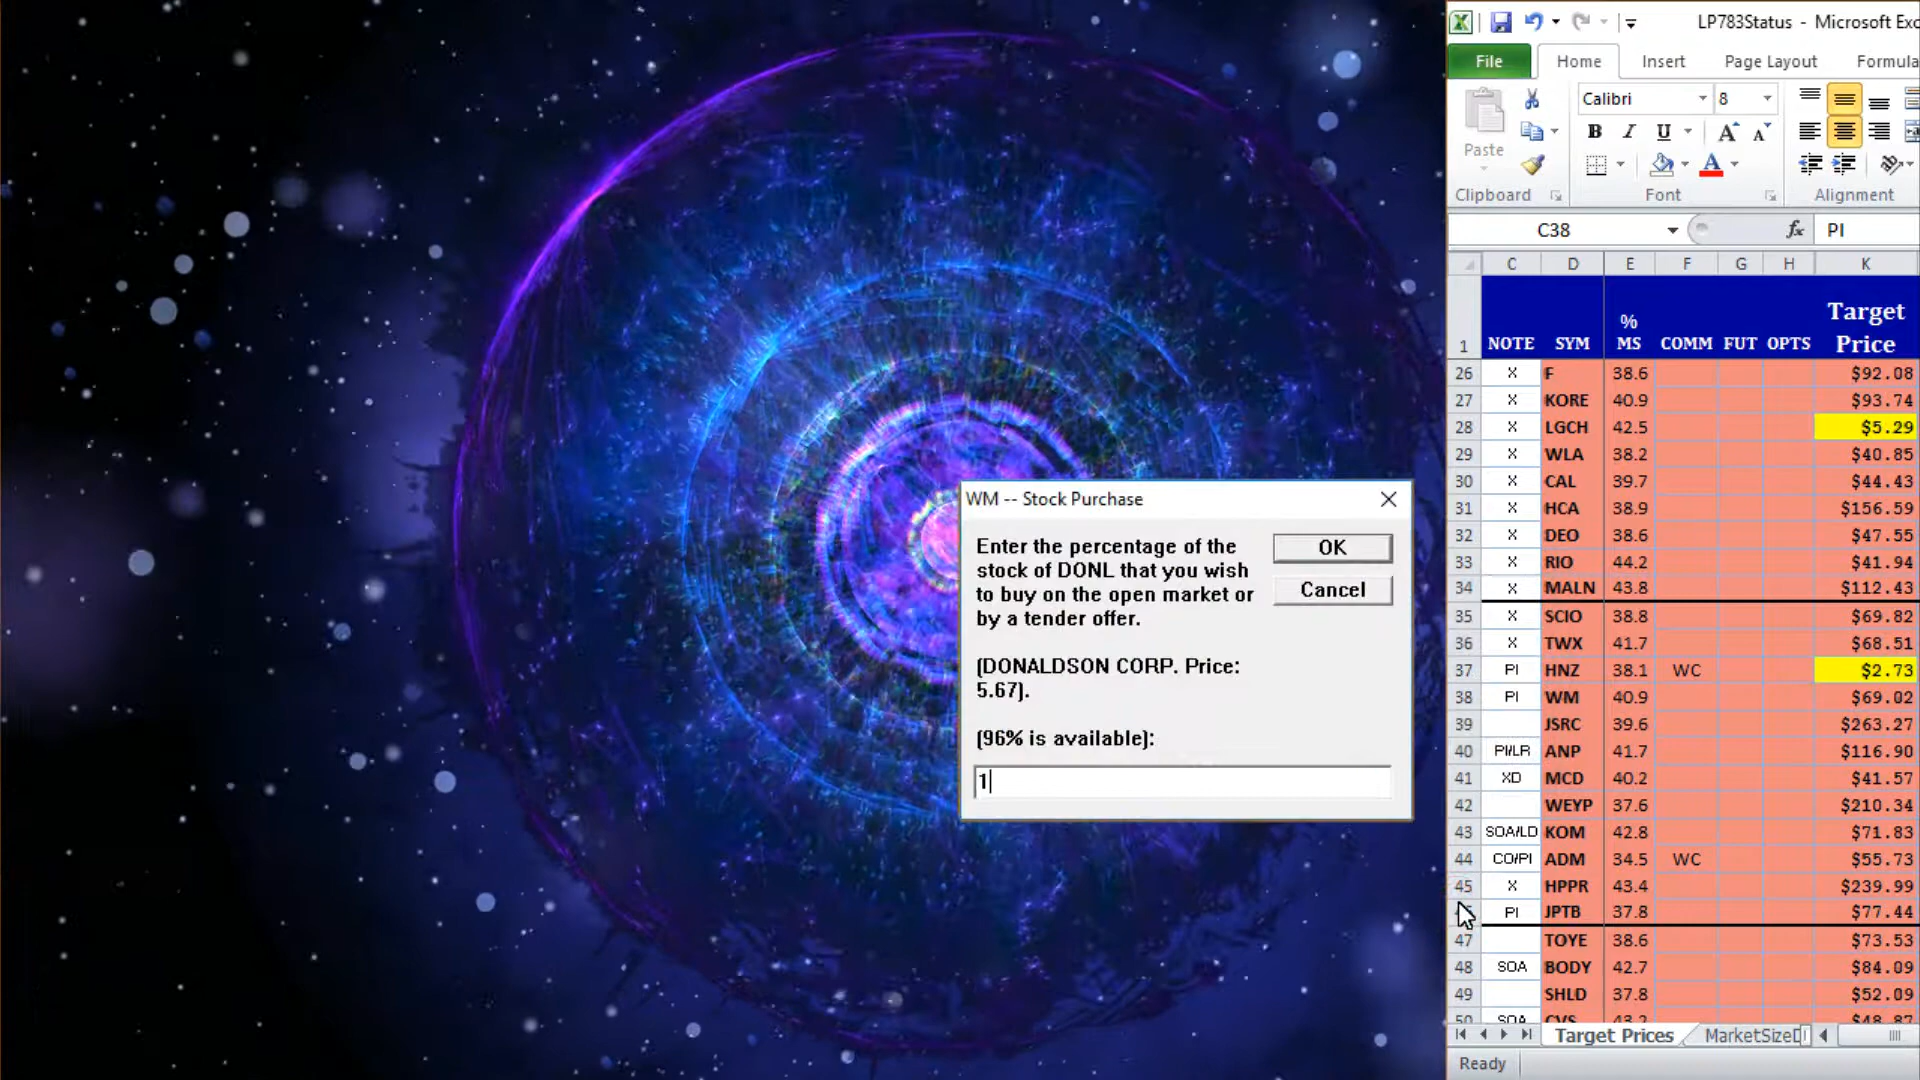 WM -- Stock Purchase
Enter the percentage of the
stock of DONL that you wish
to buy on the open market or
by a tender offer.
(DONALDSON CORP. Price:
5.67).
(96% is available):
1
OK
Cancel
LP783Status - Microsoft Exc
File Home Insert Page Layout Formula
Paste
Calibri 8
B I U A A
A
Clipboard Font Alignment
C38 fx PI
C D E F G H K
1 NOTE SYM % MS COMM FUT OPTS Target Price
26 X F 38.6 $92.08
27 X KORE 40.9 $93.74
28 X LGCH 42.5 $5.29
29 X WLA 38.2 $40.85
30 X CAL 39.7 $44.43
31 X HCA 38.9 $156.59
32 X DEO 38.6 $47.55
33 X RIO 44.2 $41.94
34 X MALN 43.8 $112.43
35 X SCIO 38.8 $69.82
36 X TWX 41.7 $68.51
37 PI HNZ 38.1 WC $2.73
38 PI WM 40.9 $69.02
39 JSRC 39.6 $263.27
40 PI/LR ANP 41.7 $116.90
41 XD MCD 40.2 $41.57
42 WEYP 37.6 $210.34
43 SOA/LD KOM 42.8 $71.83
44 CO/PI ADM 34.5 WC $55.73
45 X HPPR 43.4 $239.99
PI JPTB 37.8 $77.44
47 TOYE 38.6 $73.53
48 SOA BODY 42.7 $84.09
49 SHLD 37.8 $52.09
50 SOA CVS 43.2 $48.87
Target Prices MarketSizeD
Ready